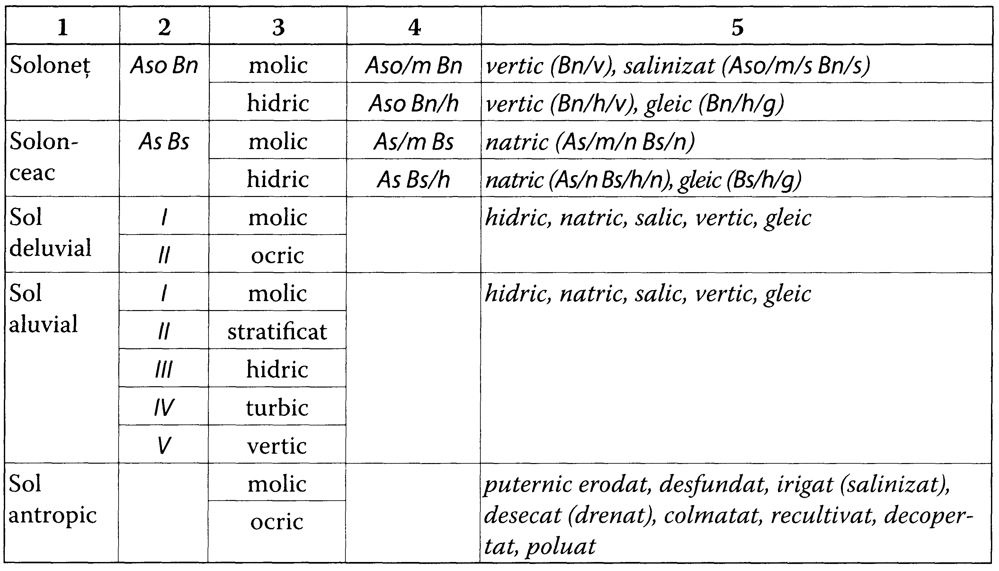 1 2 3 4 5
Soloneț Aso Bn molic Aso/m Bn vertic (Bn/v), salinizat (Aso/m/s Bn/s)
hidric Aso Bn/h vertic (Bn/h/v), gleic (Bn/h/g)
Solon- As Bs molic As/m Bs natric (As/m/n Bs/n)
ceac hidric As Bs/h natric (As/n Bs/h/n), gleic (Bs/h/g)
Sol I molic hidric, natric, salic, vertic, gleic
deluvial II ocric
Sol I molic hidric, natric, salic, vertic, gleic
aluvial II stratificat
III hidric
IV turbic
V vertic
Sol molic puternic erodat, desfundat, irigat (salinizat),
antropic ocric desecat (drenat), colmatat, recultivat, decoper-
tat, poluat